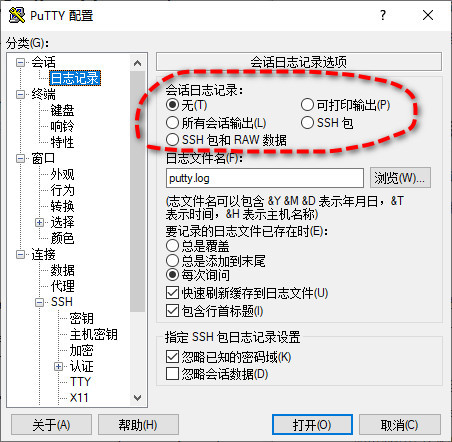 PuTTY 配置
分类(G):
会话
日志记录
终端
键盘
响铃
特性
窗口
外观
行为
转换
选择
颜色
连接
数据
代理
SSH
密钥
主机密钥
加密
认证
TTY
X11
会话日志记录选项
会话日志记录:
无(T) 可打印输出(P)
所有会话输出(L) SSH 包
SSH 包和 RAW 数据
日志文件名(F):
putty.log 浏览(W)...
(志文件名可以包含 &Y &M &D 表示年月日，&T
表示时间，&H 表示主机名称)
要记录的日志文件已存在时(E):
总是覆盖
总是添加到末尾
每次询问
快速刷新缓存到日志文件(U)
包含行首标题(I)
指定 SSH 包日志记录设置
忽略已知的密码域(K)
忽略会话数据(D)
关于(A) 帮助(H) 打开(O) 取消(C)